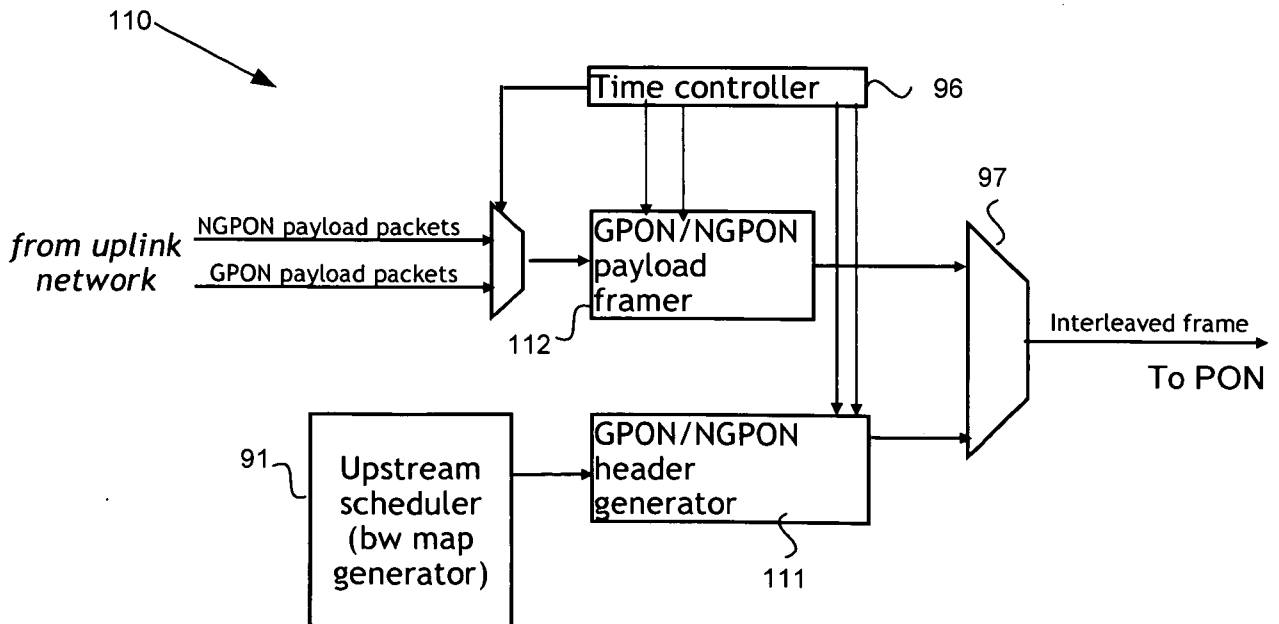 110
Time controller
96
97
NGPON payload packets
from uplink
network
GPON payload packets
GPON/NGPON
payload
framer
112
Interleaved frame
To PON
91
Upstream
scheduler
(bw map
generator)
GPON/NGPON
header
generator
111